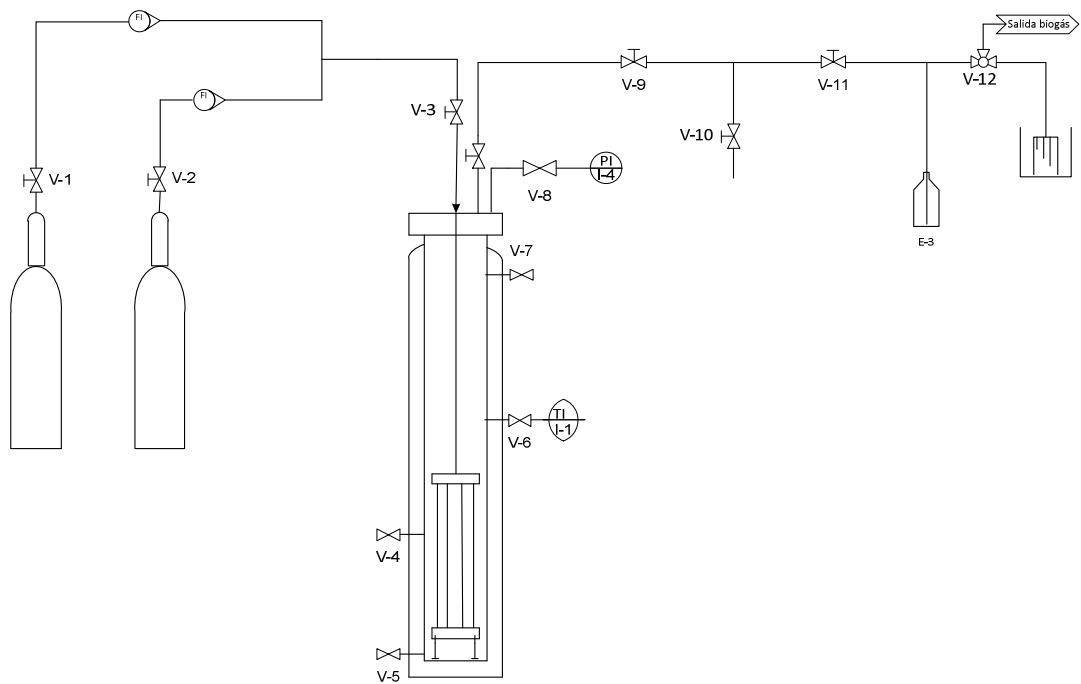 FI
Salida biogás
V-9
V-11
V-12
FI
V-3
V-10
V-1
V-2
PI
I-4
V-8
E-3
V-7
TI
I-1
V-6
V-4
V-5